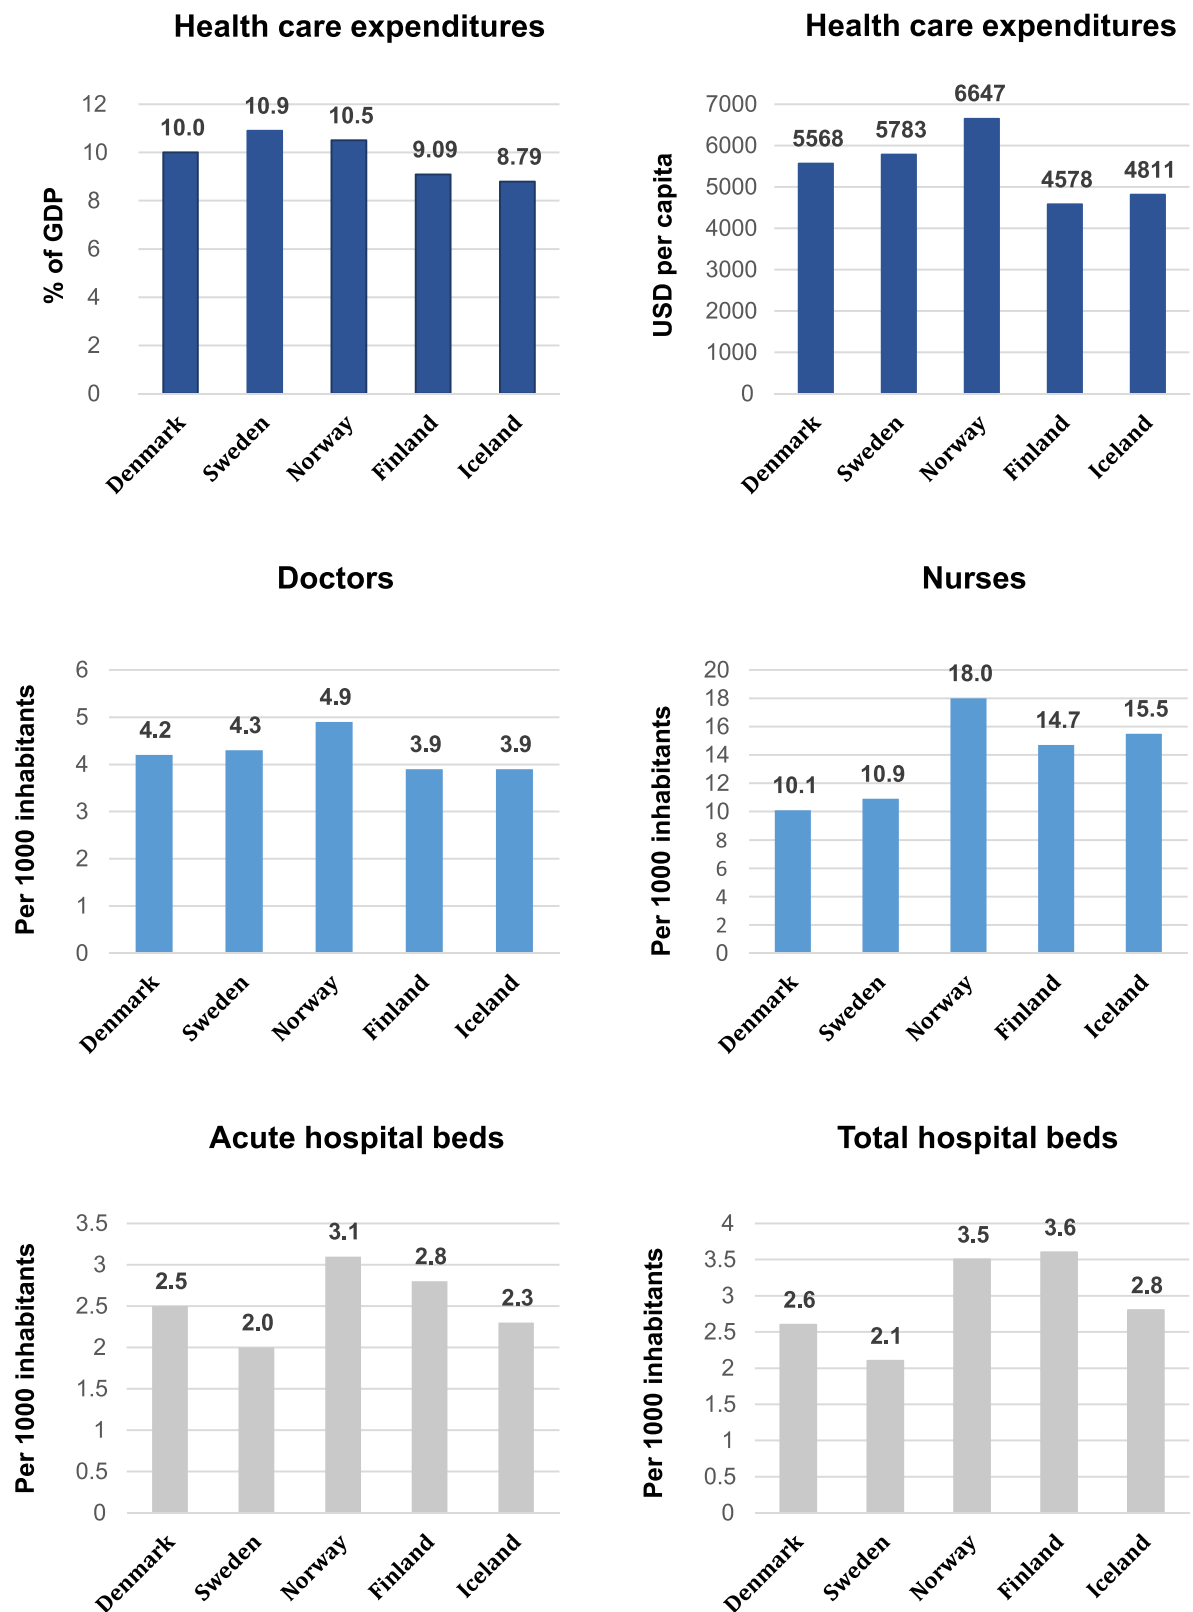 Health care expenditures
% of GDP
12
10
8
6
4
2
0
10.0
10.9
10.5
9.09
8.79
Denmark
Sweden
Norway
Finland
Iceland
Health care expenditures
USD per capita
7000
6000
5000
4000
3000
2000
1000
0
5568
5783
6647
4578
4811
Denmark
Sweden
Norway
Finland
Iceland
Doctors
Per 1000 inhabitants
6
5
4
3
2
1
0
4.2
4.3
4.9
3.9
3.9
Denmark
Sweden
Norway
Finland
Iceland
Nurses
Per 1000 inhabitants
20
18
16
14
12
10
8
6
4
2
0
10.1
10.9
18.0
14.7
15.5
Denmark
Sweden
Norway
Finland
Iceland
Acute hospital beds
Per 1000 inhabitants
3.5
3
2.5
2
1.5
1
0.5
0
2.5
2.0
3.1
2.8
2.3
Denmark
Sweden
Norway
Finland
Iceland
Total hospital beds
Per 1000 inhabitants
4
3.5
3
2.5
2
1.5
1
0.5
0
2.6
2.1
3.5
3.6
2.8
Denmark
Sweden
Norway
Finland
Iceland